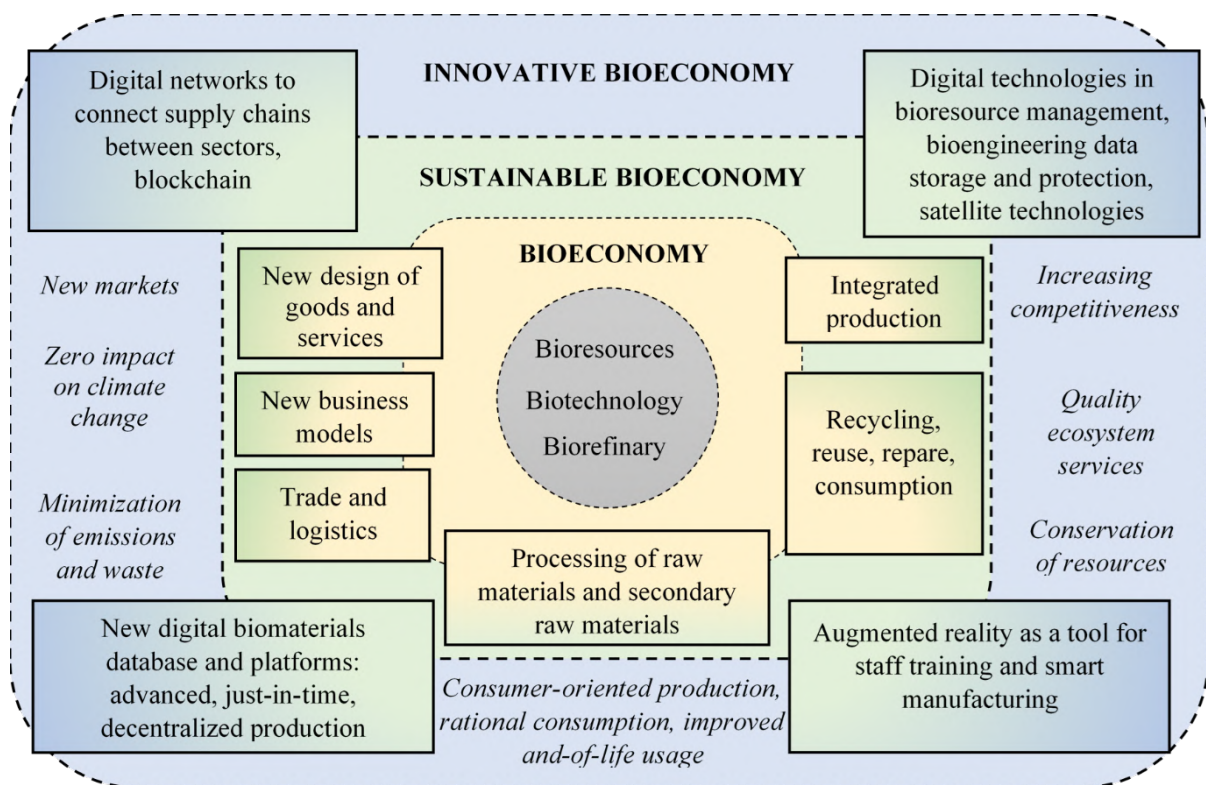 INNOVATIVE BIOECONOMY
Digital networks to
connect supply chains
between sectors,
blockchain
Digital technologies in
bioresource management,
bioengineering data
storage and protection,
satellite technologies
SUSTAINABLE BIOECONOMY
BIOECONOMY
New markets
Zero impact
on climate
change
Minimization
of emissions
and waste
New design of
goods and
services
New business
models
Trade and
logistics
Bioresources
Biotechnology
Biorefinary
Integrated
production
Recycling,
reuse, repare,
consumption
Increasing
competitiveness
Quality
ecosystem
services
Conservation
of resources
Processing of raw
materials and secondary
raw materials
New digital biomaterials
database and platforms:
advanced, just-in-time,
decentralized production
Consumer-oriented production,
rational consumption, improved
and-of-life usage
Augmented reality as a tool for
staff training and smart
manufacturing